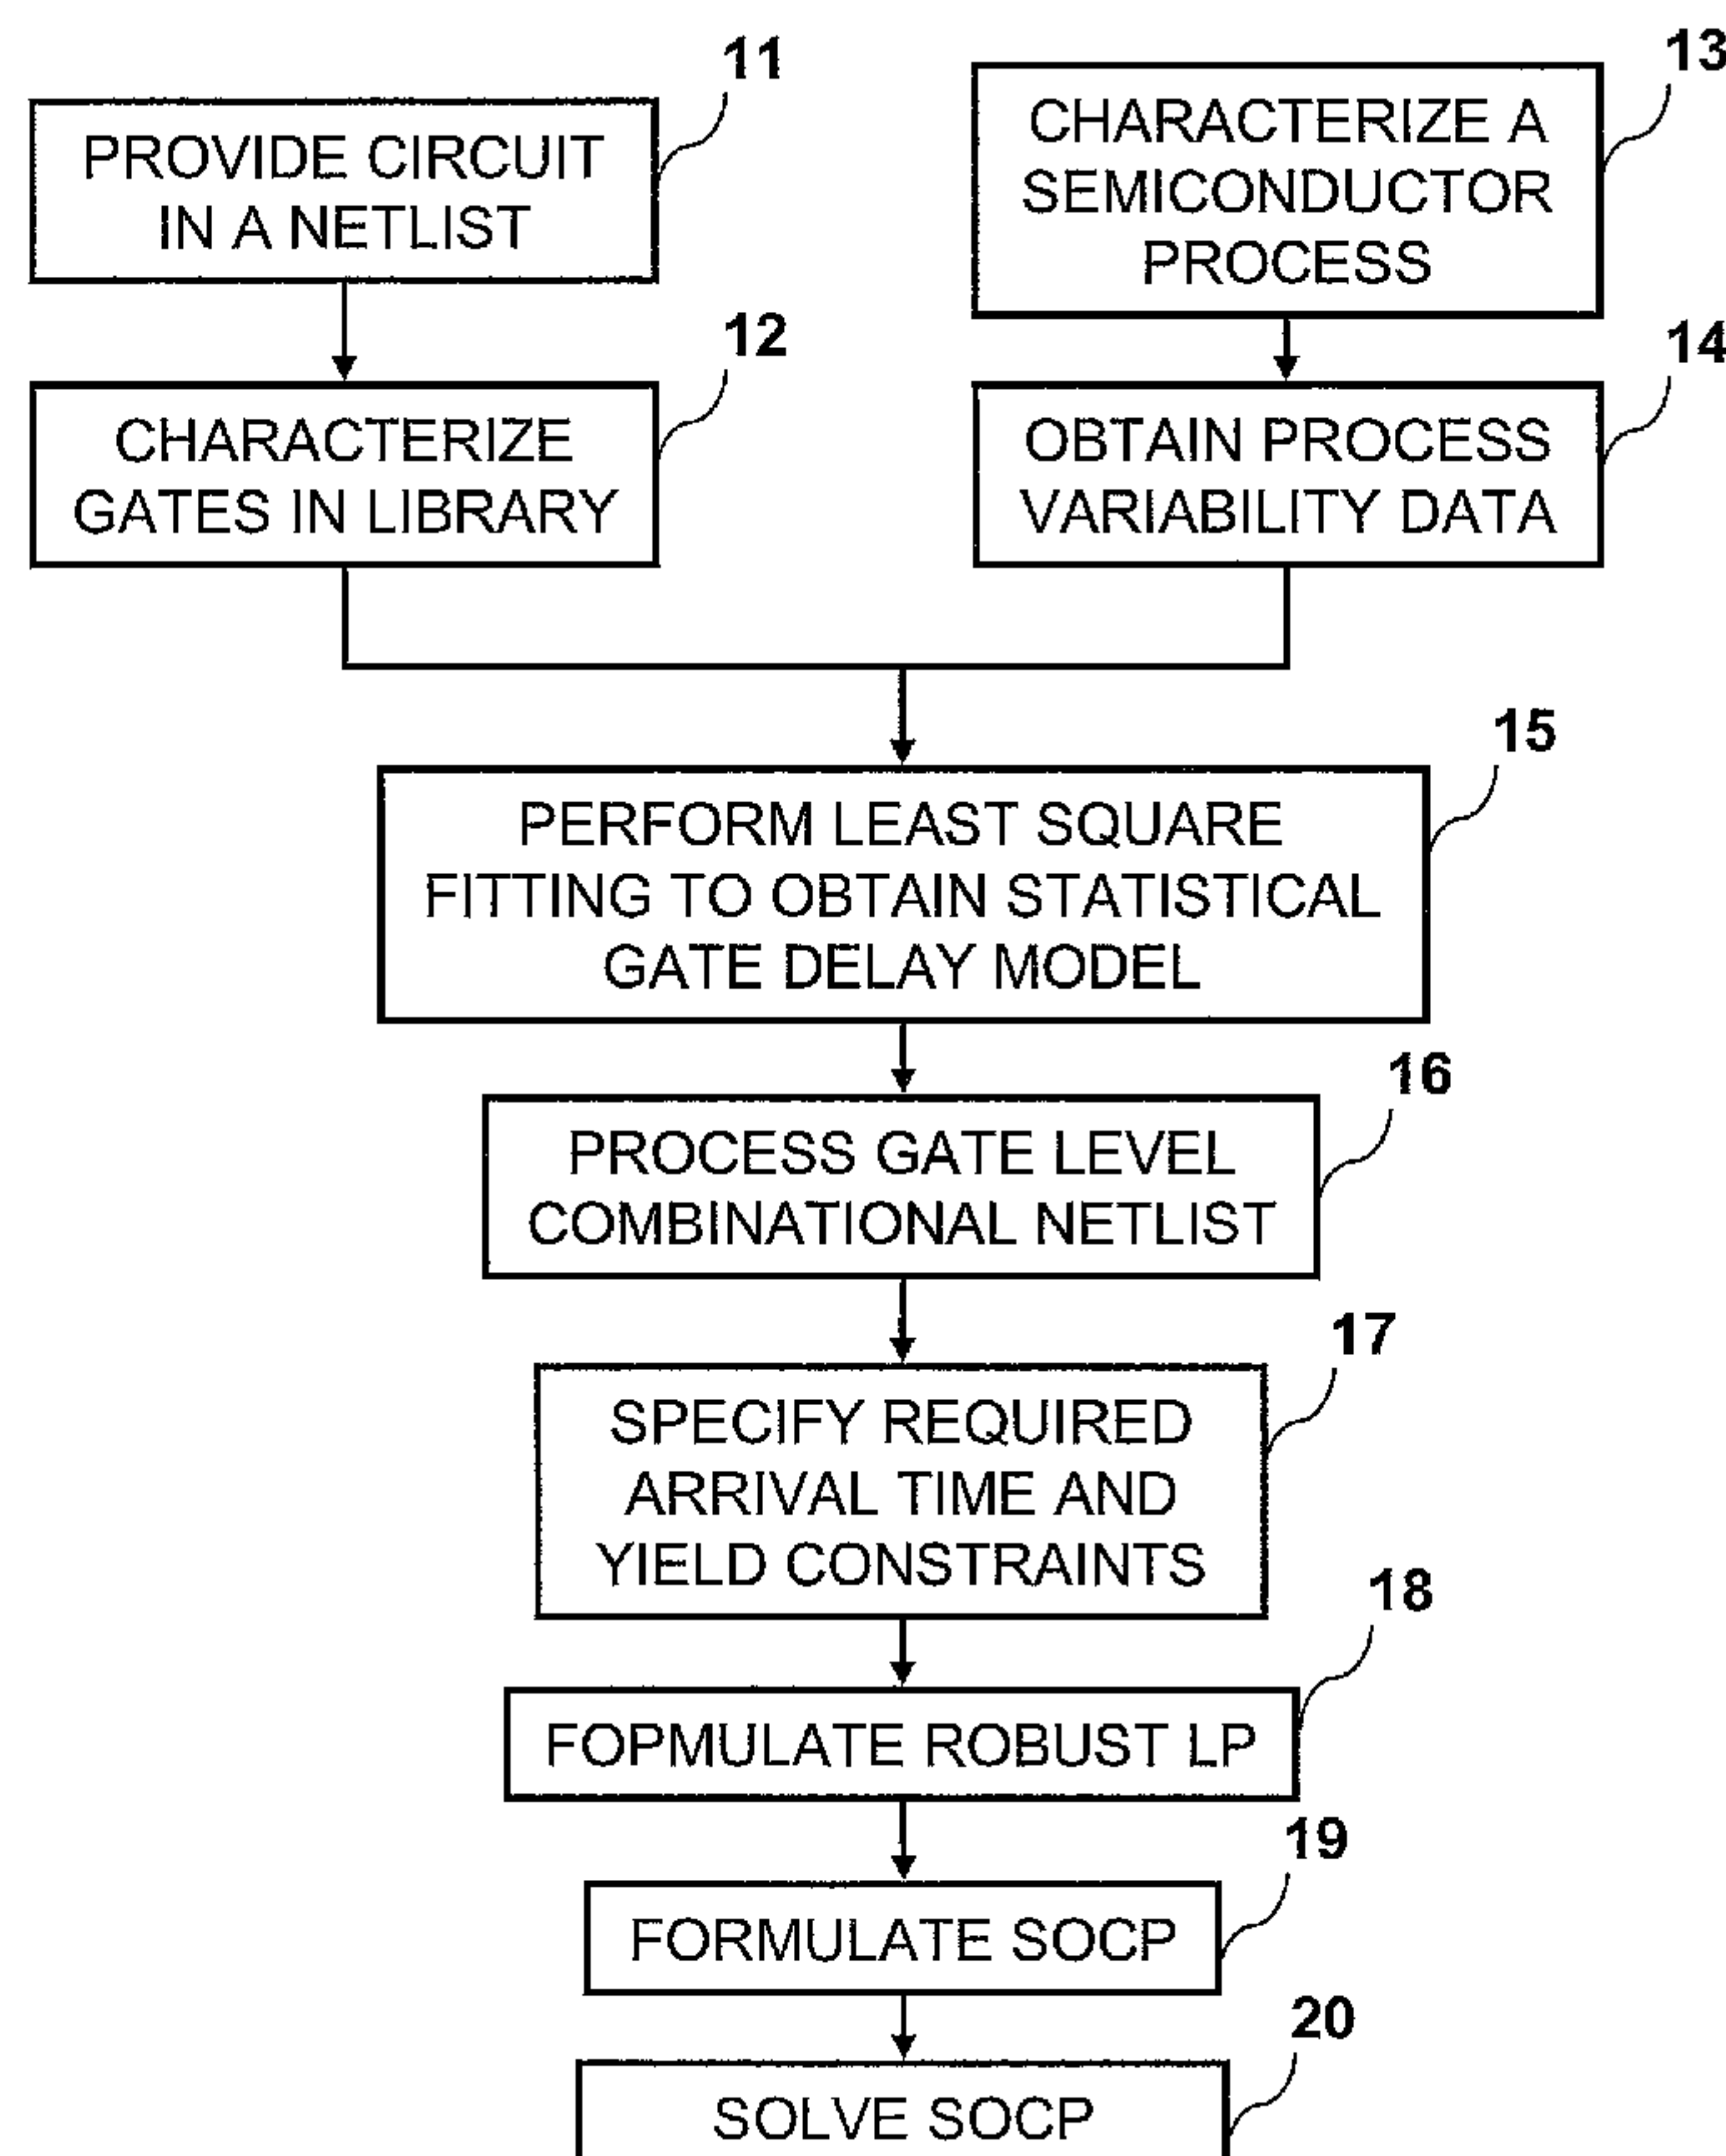 11
PROVIDE CIRCUIT
IN A NETLIST
12
CHARACTERIZE
GATES IN LIBRARY
13
CHARACTERIZE A
SEMICONDUCTOR
PROCESS
14
OBTAIN PROCESS
VARIABILITY DATA
15
PERFORM LEAST SQUARE
FITTING TO OBTAIN STATISTICAL
GATE DELAY MODEL
16
PROCESS GATE LEVEL
COMBINATIONAL NETLIST
17
SPECIFY REQUIRED
ARRIVAL TIME AND
YIELD CONSTRAINTS
18
FOPMULATE ROBUST LP
19
FORMULATE SOCP
20
SOLVE SOCP